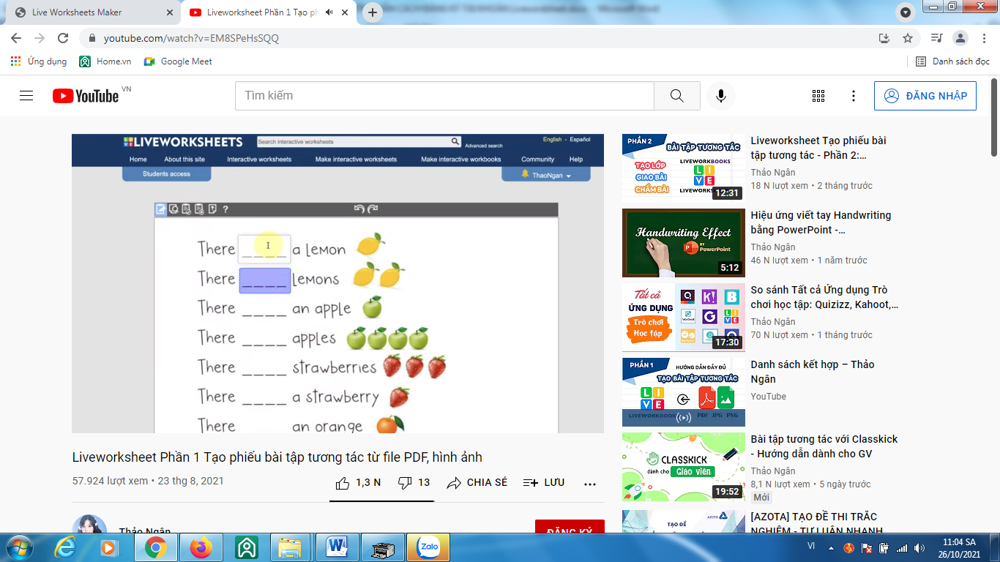 Live Worksheets Maker
Liveworksheet Phần 1 Tạo ph
youtube.com/watch?v=EM8SPeHsSQQ
Ứng dụng
Home.vn
Google Meet
Danh sách đọc
YouTube VN
Tìm kiếm
ĐĂNG NHẬP
LIVEWORKSHEETS
Search interactive worksheets
Advanced search
English - Español
Home
About this site
Interactive worksheets
Make interactive worksheets
Make interactive workbooks
Community
Help
Students access
ThaoNgan
There ____ a lemon
There ____ lemons
There ____ an apple
There ____ apples
There ____ strawberries
There ____ a strawberry
There ____ an orange
Liveworksheet Phần 1 Tạo phiếu bài tập tương tác từ file PDF, hình ảnh
57.924 lượt xem • 23 thg 8, 2021
1,3 N
13
CHIA SẺ
LƯU
Thảo Ngân
ĐĂNG KÝ
PHẦN 2
BÀI TẬP TƯƠNG TÁC
TẠO LỚP
GIAO BÀI
CHẤM BÀI
LIVEWORKBOOKS
LIVE
12:31
Liveworksheet Tạo phiếu bài
tập tương tác - Phần 2:...
Thảo Ngân
18 N lượt xem • 2 tháng trước
Handwriting Effect
BY
PowerPoint
5:12
Hiệu ứng viết tay Handwriting
bằng PowerPoint -...
Thảo Ngân
46 N lượt xem • 1 năm trước
Tất cả
ỨNG DỤNG
Trò chơi
Học tập
17:30
So sánh Tất cả Ứng dụng Trò
chơi học tập: Quizizz, Kahoot,...
Thảo Ngân
70 N lượt xem • 1 tháng trước
PHẦN 1
HƯỚNG DẪN ĐẦY ĐỦ
TẠO BÀI TẬP TƯƠNG TÁC
LIVE
PDF JPG PNG
Danh sách kết hợp – Thảo
Ngân
YouTube
CLASSKICK
dành cho Giáo viên
19:52
Bài tập tương tác với Classkick
- Hướng dẫn dành cho GV
Thảo Ngân
8,1 N lượt xem • 5 ngày trước
Mới
TẠO ĐỀ
AZOTA
[AZOTA] TẠO ĐỀ THI TRẮC
NGHIỆM - TỰ LUẬN NHANH
Zalo
VI
11:04 SA
26/10/2021